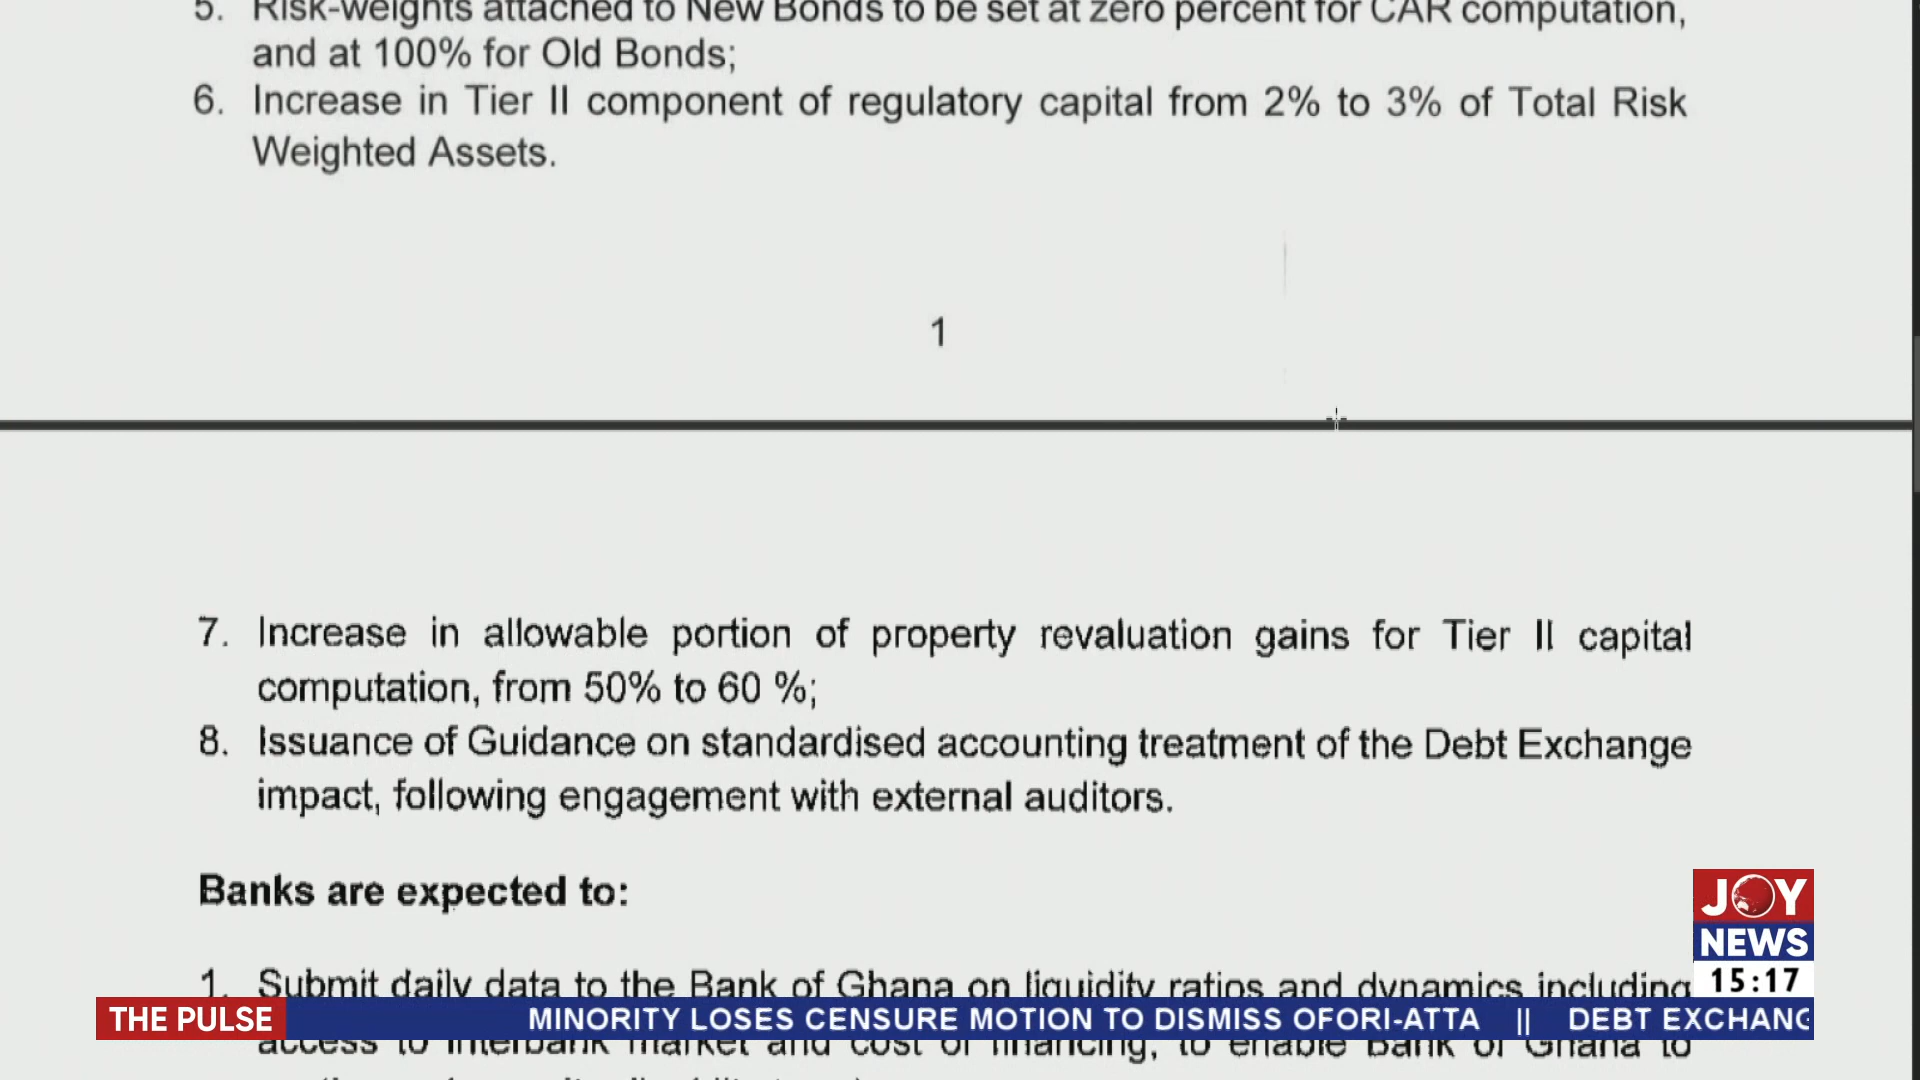 5. Risk-weights attached to New Bonds to be set at zero percent for CAR computation,
and at 100% for Old Bonds;
6. Increase in Tier II component of regulatory capital from 2% to 3% of Total Risk
Weighted Assets.
1
7. Increase in allowable portion of property revaluation gains for Tier II capital
computation, from 50% to 60 %;
8. Issuance of Guidance on standardised accounting treatment of the Debt Exchange
impact, following engagement with external auditors.
Banks are expected to:
1. Submit daily data to the Bank of Ghana on liquidity ratios and dynamics including
access to interbank market and cost of financing, to enable Bank of Ghana to
JOY
NEWS
15:17
THE PULSE
MINORITY LOSES CENSURE MOTION TO DISMISS OFORI-ATTA || DEBT EXCHANG